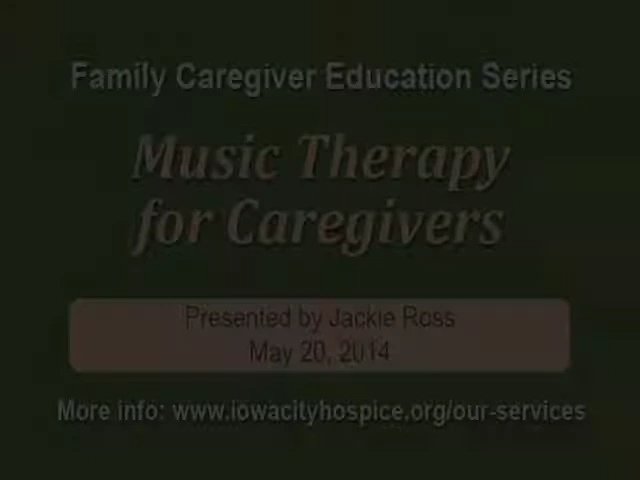 Family Caregiver Education Series
Music Therapy
for Caregivers
Presented by Jackie Ross
May 20, 2014
More info: www.iowacityhospice.org/our-services